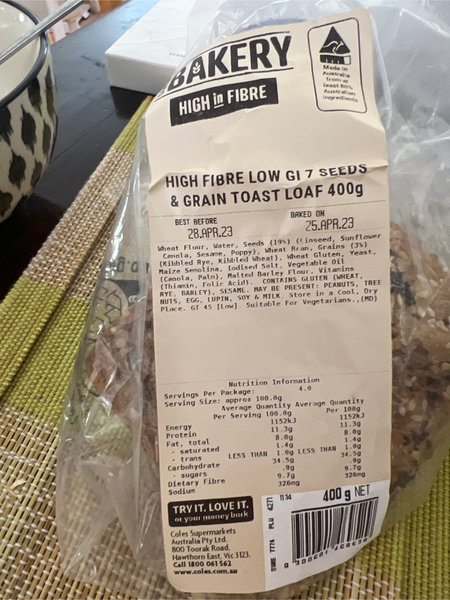 BAKERY
HIGH in FIBRE
Made in
Australia
from at
least 80%
Australian
ingredients
HIGH FIBRE LOW GI 7 SEEDS
& GRAIN TOAST LOAF 400g
BEST BEFORE BAKED ON
28.APR.23 25.APR.23
Wheat Flour, Water, Seeds (19%) (Linseed, Sunflower
Canola, Sesame, Poppy), Wheat Bran, Grains (3%)
(Kibbled Rye, Kibbled Wheat), Wheat Gluten, Yeast,
Maize Semolina, Iodised Salt, Vegetable Oil
(Canola, Palm), Malted Barley Flour, Vitamins
(Thiamin, Folic Acid). CONTAINS GLUTEN (WHEAT,
RYE, BARLEY), SESAME. MAY BE PRESENT: PEANUTS, TREE
NUTS, EGG, LUPIN, SOY & MILK. Store in a Cool, Dry
Place. GI 45 [Low]. Suitable for Vegetarians..(MD)
Nutrition Information
Servings Per Package: 4.0
Serving Size: approx 100.0g
Average Quantity Average Quantity
Per Serving 100.0g Per 100g
Energy 1152kJ 1152kJ
Protein 11.3g 11.3g
Fat, total 8.0g 8.0g
- saturated 1.4g 1.4g
- trans LESS THAN 1.0g LESS THAN 1.0g
Carbohydrate 34.5g 34.5g
- sugars .9g .9g
Dietary Fibre 9.7g 9.7g
Sodium 326mg 326mg
TRY IT. LOVE IT.
or your money back
Coles Supermarkets
Australia Pty Ltd.
800 Toorak Road,
Hawthorn East, Vic 3123.
Call 1800 061 562
www.coles.com.au
PLU 4271
1134
400 g NET